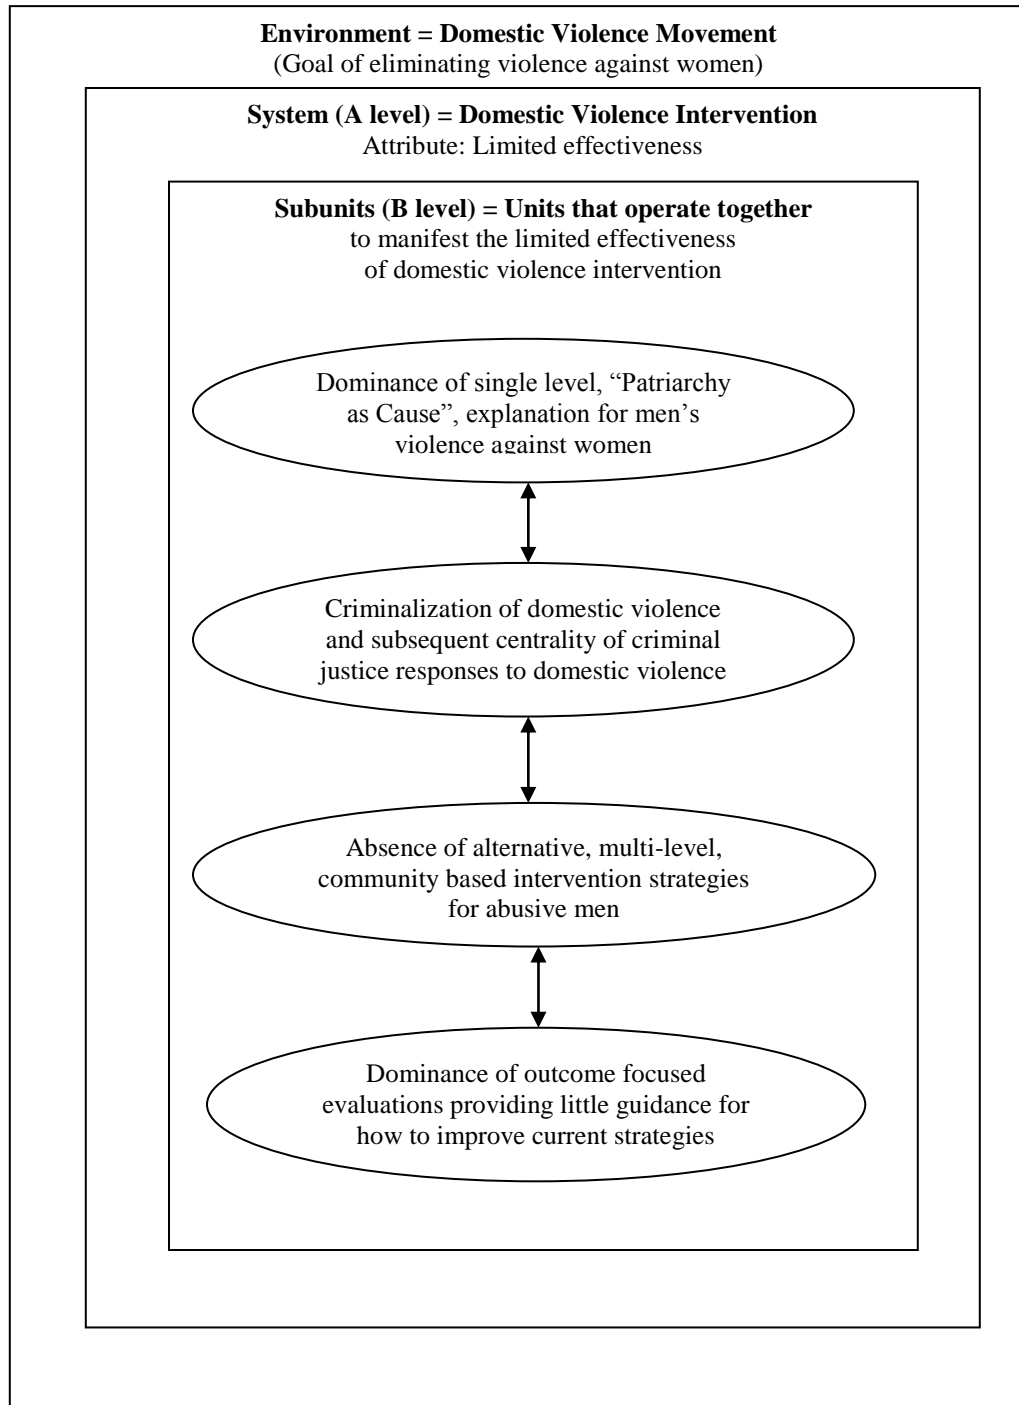 Environment = Domestic Violence Movement
(Goal of eliminating violence against women)
System (A level) = Domestic Violence Intervention
Attribute: Limited effectiveness
Subunits (B level) = Units that operate together
to manifest the limited effectiveness
of domestic violence intervention
Dominance of single level, “Patriarchy
as Cause”, explanation for men’s
violence against women
Criminalization of domestic violence
and subsequent centrality of criminal
justice responses to domestic violence
Absence of alternative, multi-level,
community based intervention strategies
for abusive men
Dominance of outcome focused
evaluations providing little guidance for
how to improve current strategies